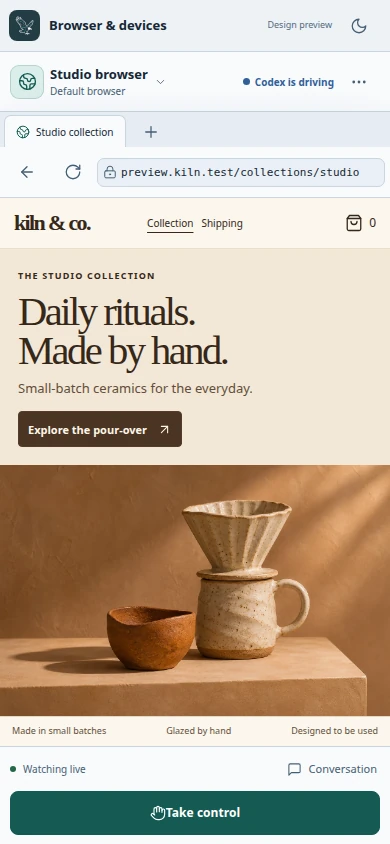 Browser & devices
Design preview
Studio browser
Default browser
Codex is driving
Studio collection
preview.kiln.test/collections/studio
kiln & co.
Collection
Shipping
0
THE STUDIO COLLECTION
Daily rituals.
Made by hand.
Small-batch ceramics for the everyday.
Explore the pour-over
Made in small batches
Glazed by hand
Designed to be used
Watching live
Conversation
Take control